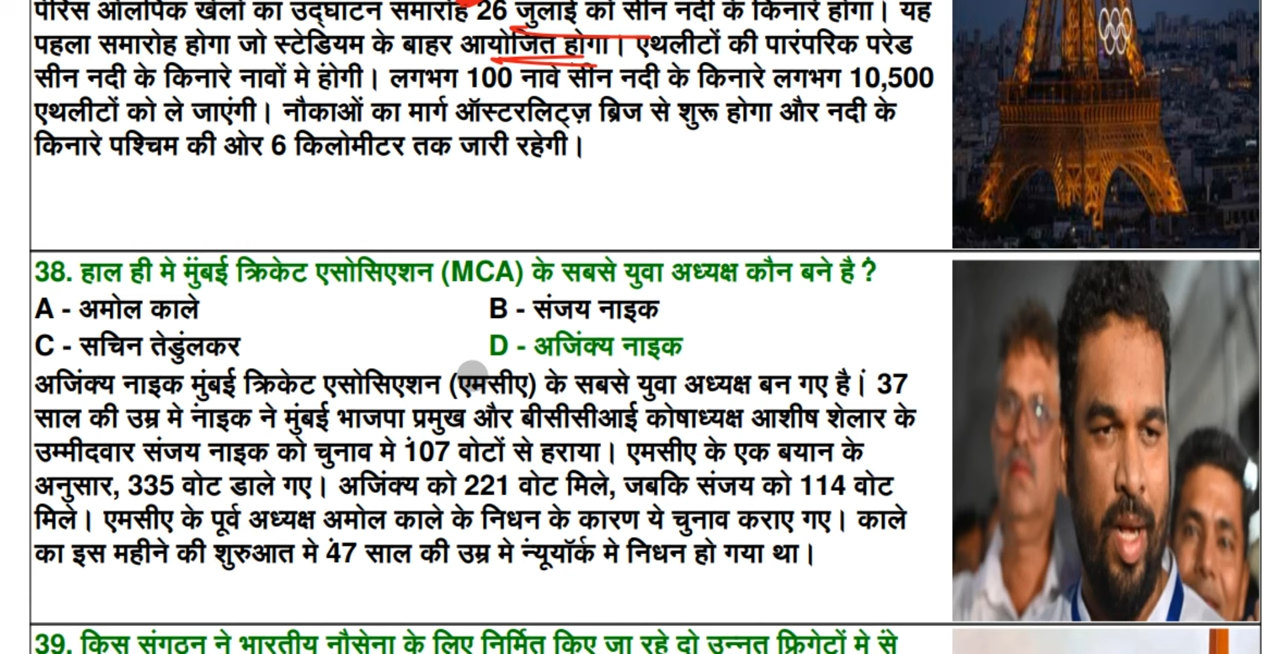 पेरिस ओलंपिक खेलों का उद्घाटन समारोह 26 जुलाई को सीन नदी के किनारे होगा। यह
पहला समारोह होगा जो स्टेडियम के बाहर आयोजित होगा। एथलीटों की पारंपरिक परेड
सीन नदी के किनारे नावों मे होगी। लगभग 100 नावे सीन नदी के किनारे लगभग 10,500
एथलीटों को ले जाएंगी। नौकाओं का मार्ग ऑस्टरलिट्ज़ ब्रिज से शुरू होगा और नदी के
किनारे पश्चिम की ओर 6 किलोमीटर तक जारी रहेगी।
38. हाल ही मे मुंबई क्रिकेट एसोसिएशन (MCA) के सबसे युवा अध्यक्ष कौन बने है?
A - अमोल काले B - संजय नाइक
C - सचिन तेडुंलकर D - अजिंक्य नाइक
अजिंक्य नाइक मुंबई क्रिकेट एसोसिएशन (एमसीए) के सबसे युवा अध्यक्ष बन गए है। 37
साल की उम्र मे नाइक ने मुंबई भाजपा प्रमुख और बीसीसीआई कोषाध्यक्ष आशीष शेलार के
उम्मीदवार संजय नाइक को चुनाव मे 107 वोटों से हराया। एमसीए के एक बयान के
अनुसार, 335 वोट डाले गए। अजिंक्य को 221 वोट मिले, जबकि संजय को 114 वोट
मिले। एमसीए के पूर्व अध्यक्ष अमोल काले के निधन के कारण ये चुनाव कराए गए। काले
का इस महीने की शुरुआत मे 47 साल की उम्र मे न्यूयॉर्क मे निधन हो गया था।
39. किस संगठन ने भारतीय नौसेना के लिए निर्मित किए जा रहे दो उन्नत फ्रिगेटों मे से